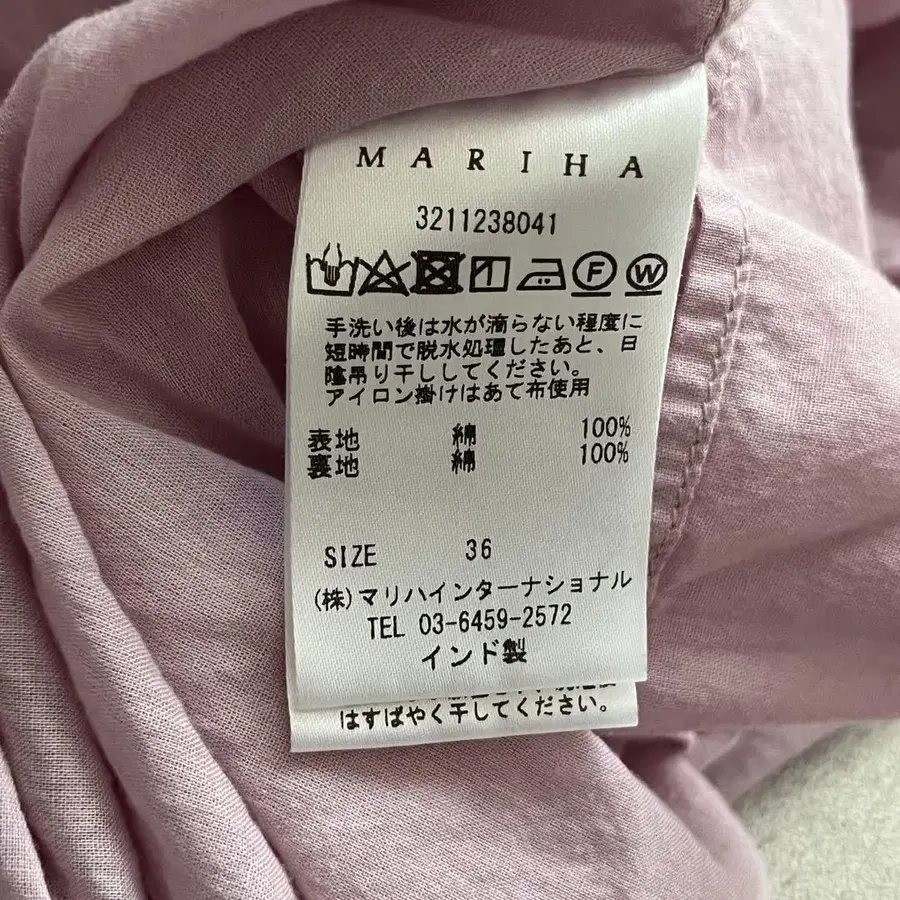 MARIHA
3211238041
F W
手洗い後は水が滴らない程度に
短時間で脱水処理したあと、日
陰吊り干ししてください。
アイロン掛けはあて布使用
表地 綿 100%
裏地 綿 100%
SIZE 36
(株)マリハインターナショナル
TEL 03-6459-2572
インド製
はすばやく干してください。